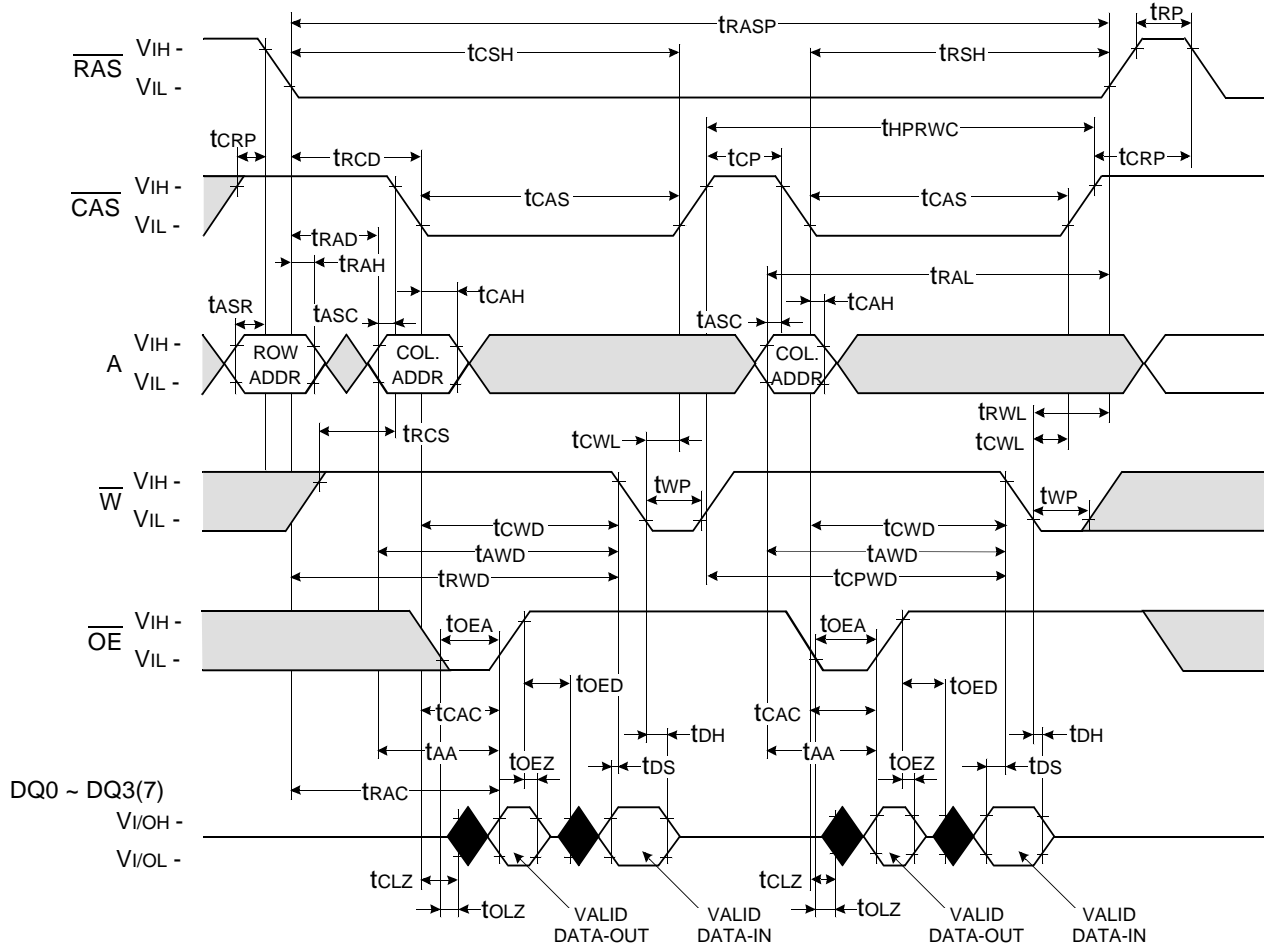 tRASP
tRP
RAS
VIH -
VIL -
tCSH
tRSH
tHPRWC
tCRP
tRCD
tCP
tCRP
CAS
VIH -
VIL -
tCAS
tCAS
tRAD
tRAH
tRAL
tASR
tASC
tCAH
tASC
tCAH
A
VIH -
VIL -
ROW
ADDR
COL.
ADDR
COL.
ADDR
tRWL
tRCS
tCWL
tCWL
W
VIH -
VIL -
tWP
tWP
tCWD
tCWD
tAWD
tAWD
tRWD
tCPWD
OE
VIH -
VIL -
tOEA
tOEA
tOED
tOED
tCAC
tCAC
tDH
tDH
tAA
tAA
tOEZ
tDS
tOEZ
tDS
tRAC
DQ0 ~ DQ3(7)
VI/OH -
VI/OL -
tCLZ
tCLZ
tOLZ
tOLZ
VALID
DATA-OUT
VALID
DATA-IN
VALID
DATA-OUT
VALID
DATA-IN